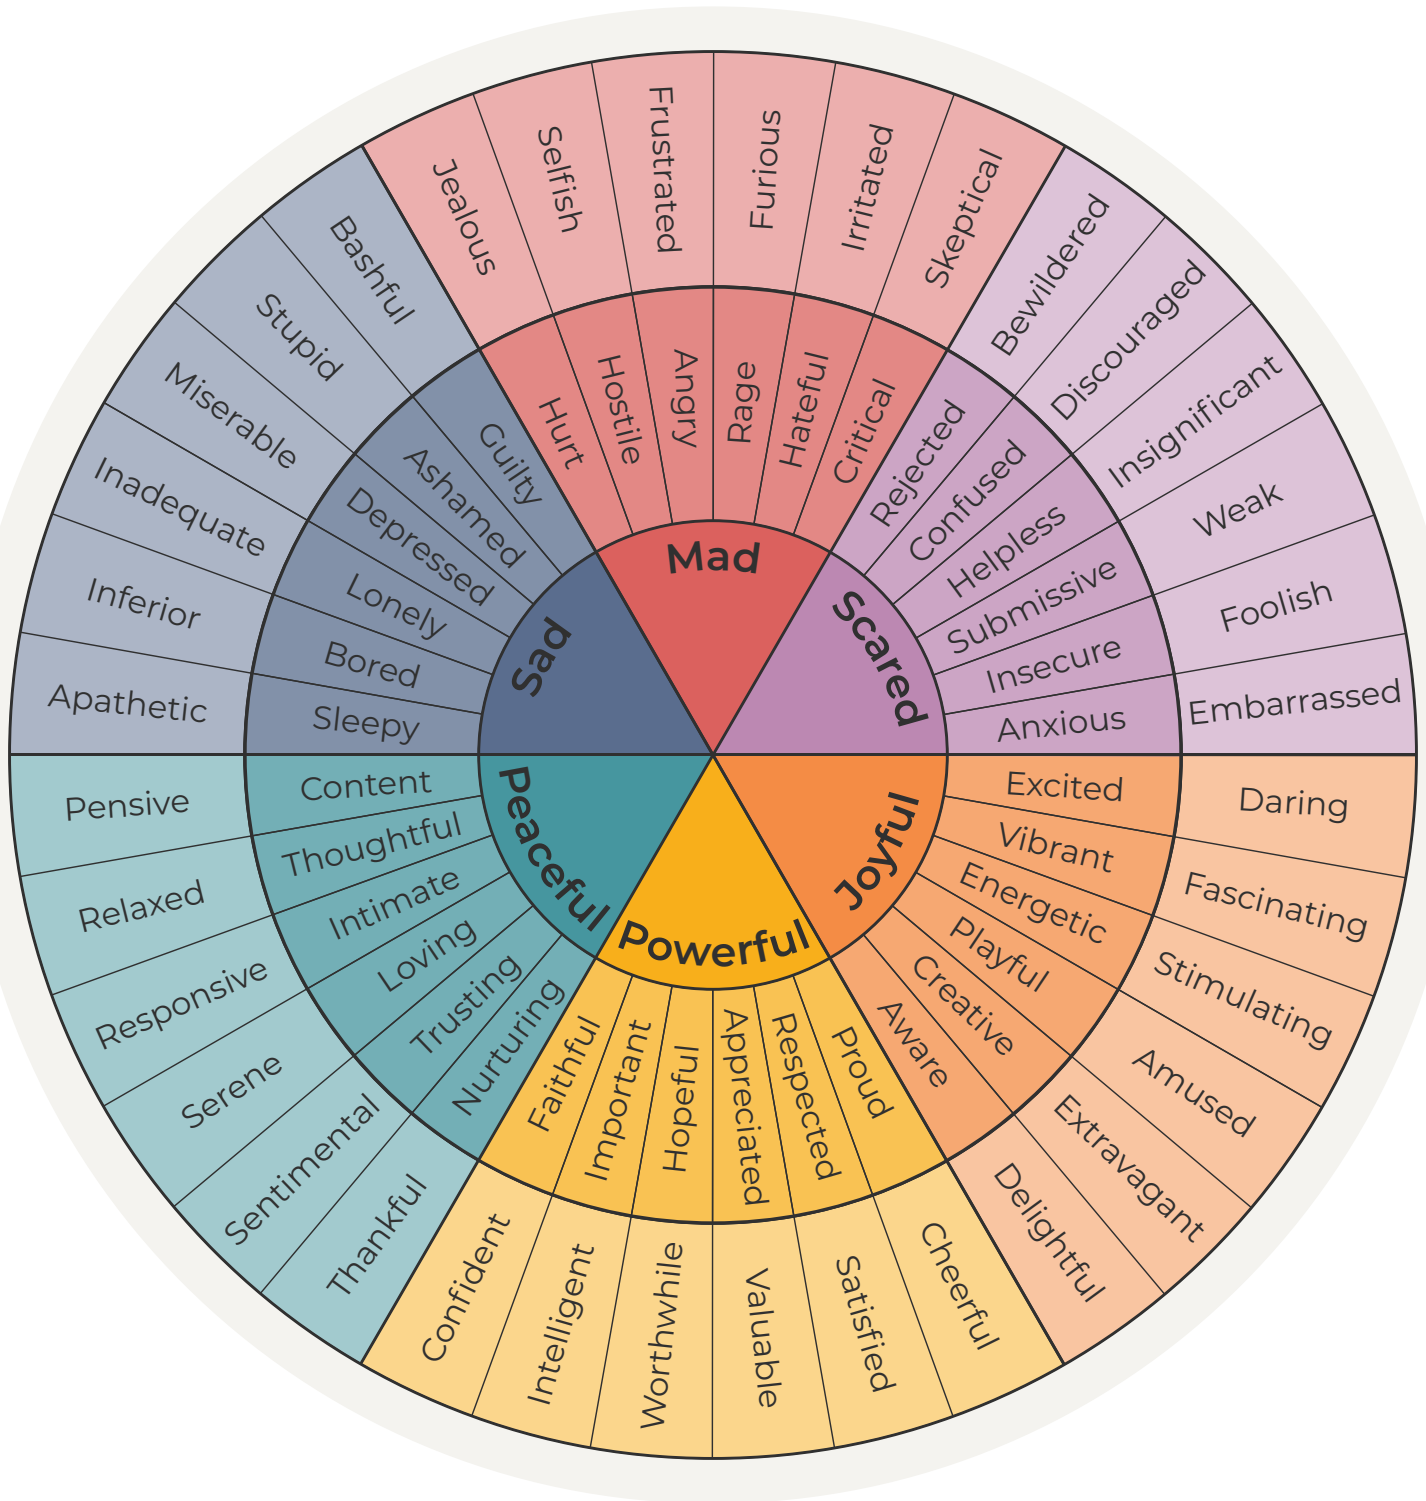 Mad
Scared
Joyful
Powerful
Peaceful
Sad
Hurt
Hostile
Angry
Rage
Hateful
Critical
Rejected
Confused
Helpless
Submissive
Insecure
Anxious
Excited
Vibrant
Energetic
Playful
Creative
Aware
Proud
Respected
Appreciated
Hopeful
Important
Faithful
Nurturing
Trusting
Loving
Intimate
Thoughtful
Content
Sleepy
Bored
Lonely
Depressed
Ashamed
Guilty
Jealous
Selfish
Frustrated
Furious
Irritated
Skeptical
Bewildered
Discouraged
Insignificant
Weak
Foolish
Embarrassed
Daring
Fascinating
Stimulating
Amused
Extravagant
Delightful
Cheerful
Satisfied
Valuable
Worthwhile
Intelligent
Confident
Thankful
Sentimental
Serene
Responsive
Relaxed
Pensive
Apathetic
Inferior
Inadequate
Miserable
Stupid
Bashful